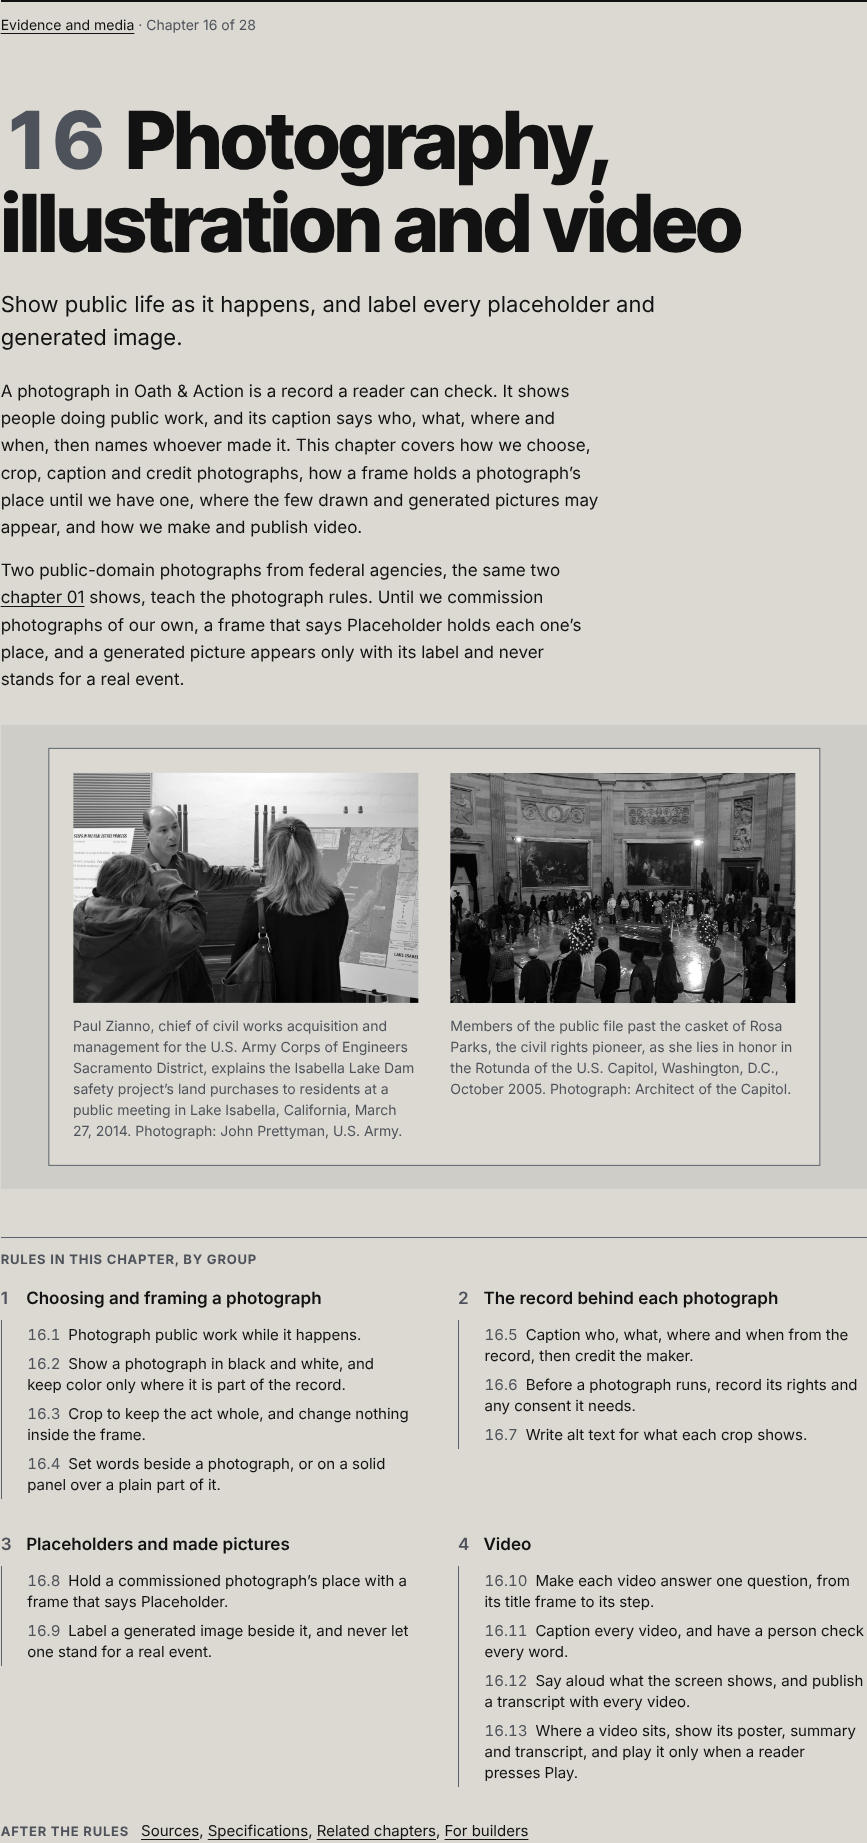 Evidence and media · Chapter 16 of 28
16 Photography,
illustration and video
Show public life as it happens, and label every placeholder and
generated image.
A photograph in Oath & Action is a record a reader can check. It shows
people doing public work, and its caption says who, what, where and
when, then names whoever made it. This chapter covers how we choose,
crop, caption and credit photographs, how a frame holds a photograph’s
place until we have one, where the few drawn and generated pictures may
appear, and how we make and publish video.
Two public-domain photographs from federal agencies, the same two
chapter 01 shows, teach the photograph rules. Until we commission
photographs of our own, a frame that says Placeholder holds each one’s
place, and a generated picture appears only with its label and never
stands for a real event.
Paul Zianno, chief of civil works acquisition and
management for the U.S. Army Corps of Engineers
Sacramento District, explains the Isabella Lake Dam
safety project’s land purchases to residents at a
public meeting in Lake Isabella, California, March
27, 2014. Photograph: John Prettyman, U.S. Army.
Members of the public file past the casket of Rosa
Parks, the civil rights pioneer, as she lies in honor in
the Rotunda of the U.S. Capitol, Washington, D.C.,
October 2005. Photograph: Architect of the Capitol.
RULES IN THIS CHAPTER, BY GROUP
1 Choosing and framing a photograph
16.1 Photograph public work while it happens.
16.2 Show a photograph in black and white, and
keep color only where it is part of the record.
16.3 Crop to keep the act whole, and change nothing
inside the frame.
16.4 Set words beside a photograph, or on a solid
panel over a plain part of it.
2 The record behind each photograph
16.5 Caption who, what, where and when from the
record, then credit the maker.
16.6 Before a photograph runs, record its rights and
any consent it needs.
16.7 Write alt text for what each crop shows.
3 Placeholders and made pictures
16.8 Hold a commissioned photograph’s place with a
frame that says Placeholder.
16.9 Label a generated image beside it, and never let
one stand for a real event.
4 Video
16.10 Make each video answer one question, from
its title frame to its step.
16.11 Caption every video, and have a person check
every word.
16.12 Say aloud what the screen shows, and publish
a transcript with every video.
16.13 Where a video sits, show its poster, summary
and transcript, and play it only when a reader
presses Play.
AFTER THE RULES Sources, Specifications, Related chapters, For builders